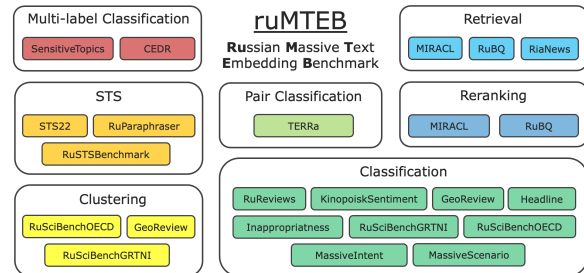 Multi-label Classification
SensitiveTopics
CEDR
ruMTEB
Russian Massive Text
Embedding Benchmark
Retrieval
MIRACL
RuBQ
RiaNews
STS
STS22
RuParaphraser
RuSTSBenchmark
Pair Classification
TERRa
Reranking
MIRACL
RuBQ
Clustering
RuSciBenchOECD
GeoReview
RuSciBenchGRTNI
Classification
RuReviews
KinopoiskSentiment
GeoReview
Headline
Inappropriatness
RuSciBenchGRTNI
RuSciBenchOECD
MassiveIntent
MassiveScenario